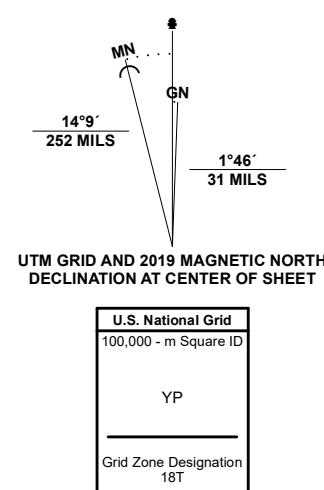 MN
GN
14°9´
252 MILS
1°46´
31 MILS
UTM GRID AND 2019 MAGNETIC NORTH
DECLINATION AT CENTER OF SHEET
U.S. National Grid
100,000 - m Square ID
YP
Grid Zone Designation
18T